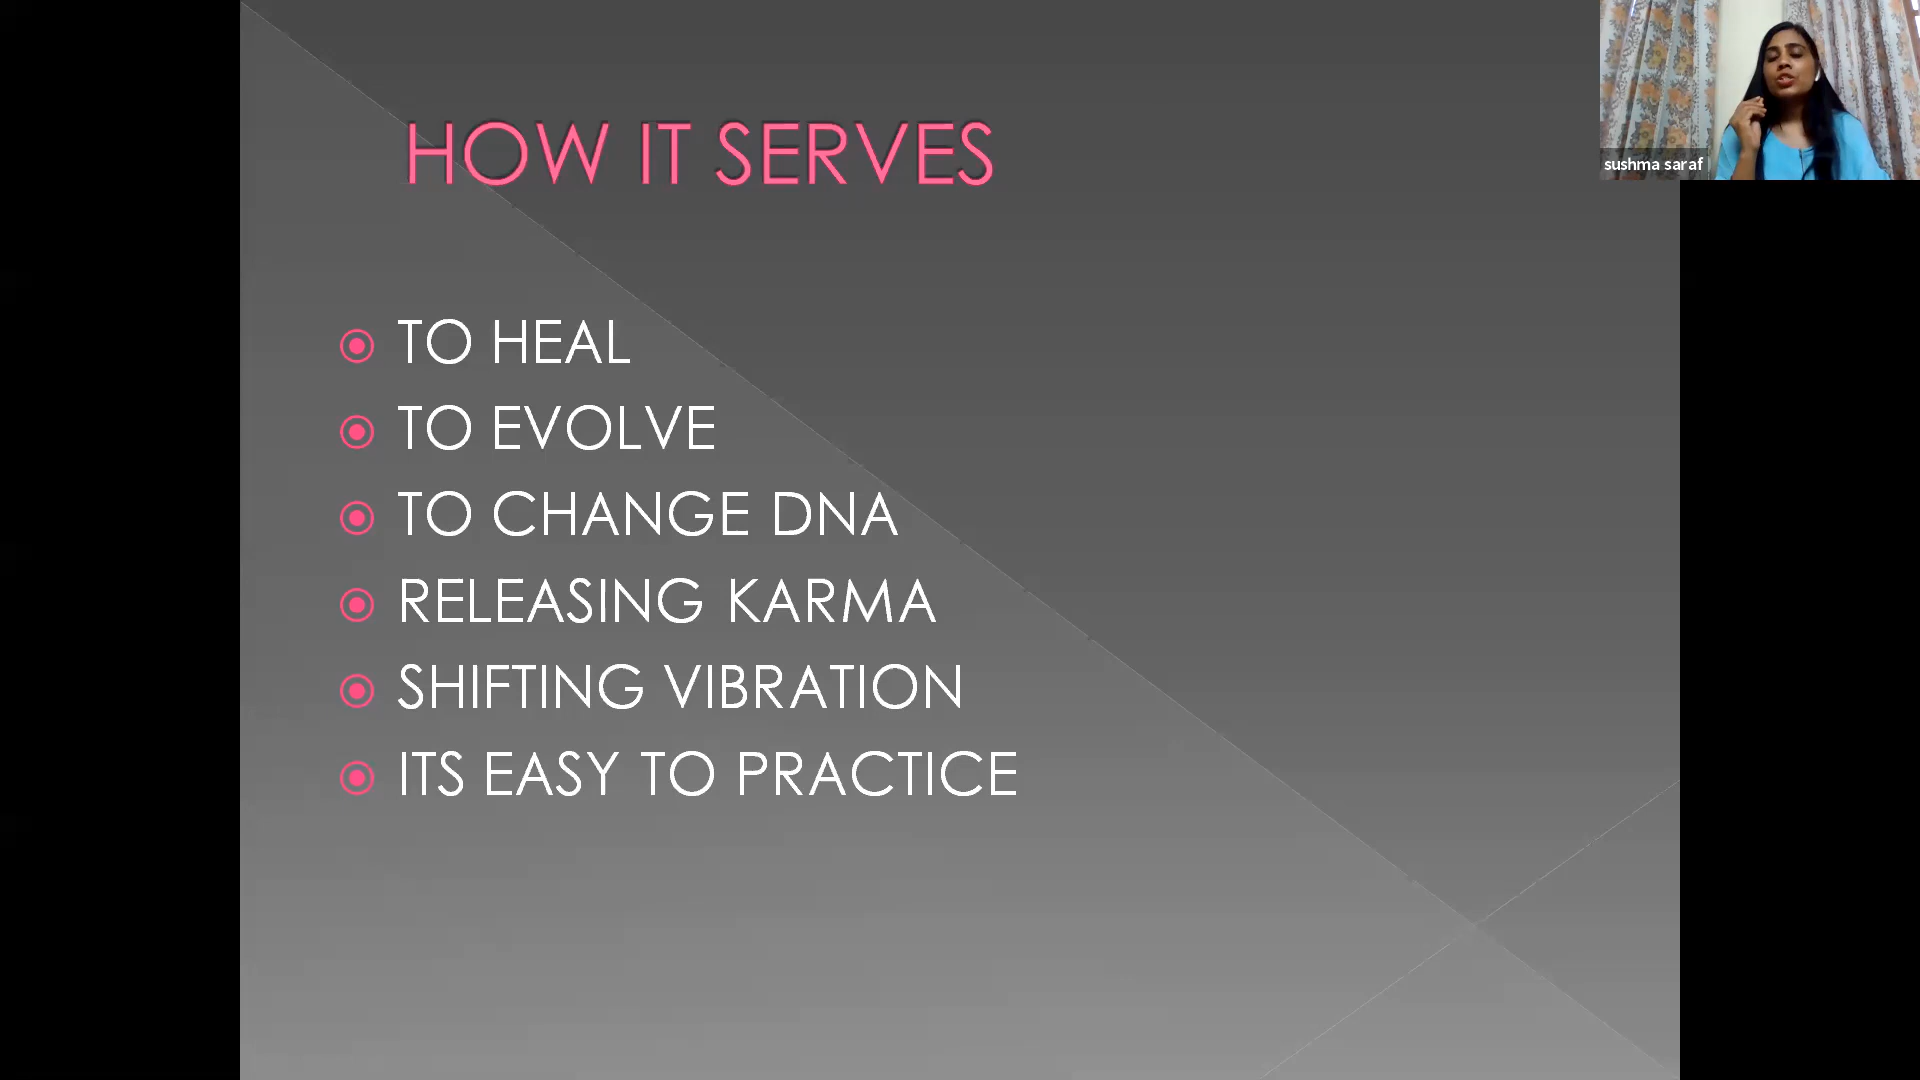 HOW IT SERVES
TO HEAL
TO EVOLVE
TO CHANGE DNA
RELEASING KARMA
SHIFTING VIBRATION
ITS EASY TO PRACTICE
sushma saraf